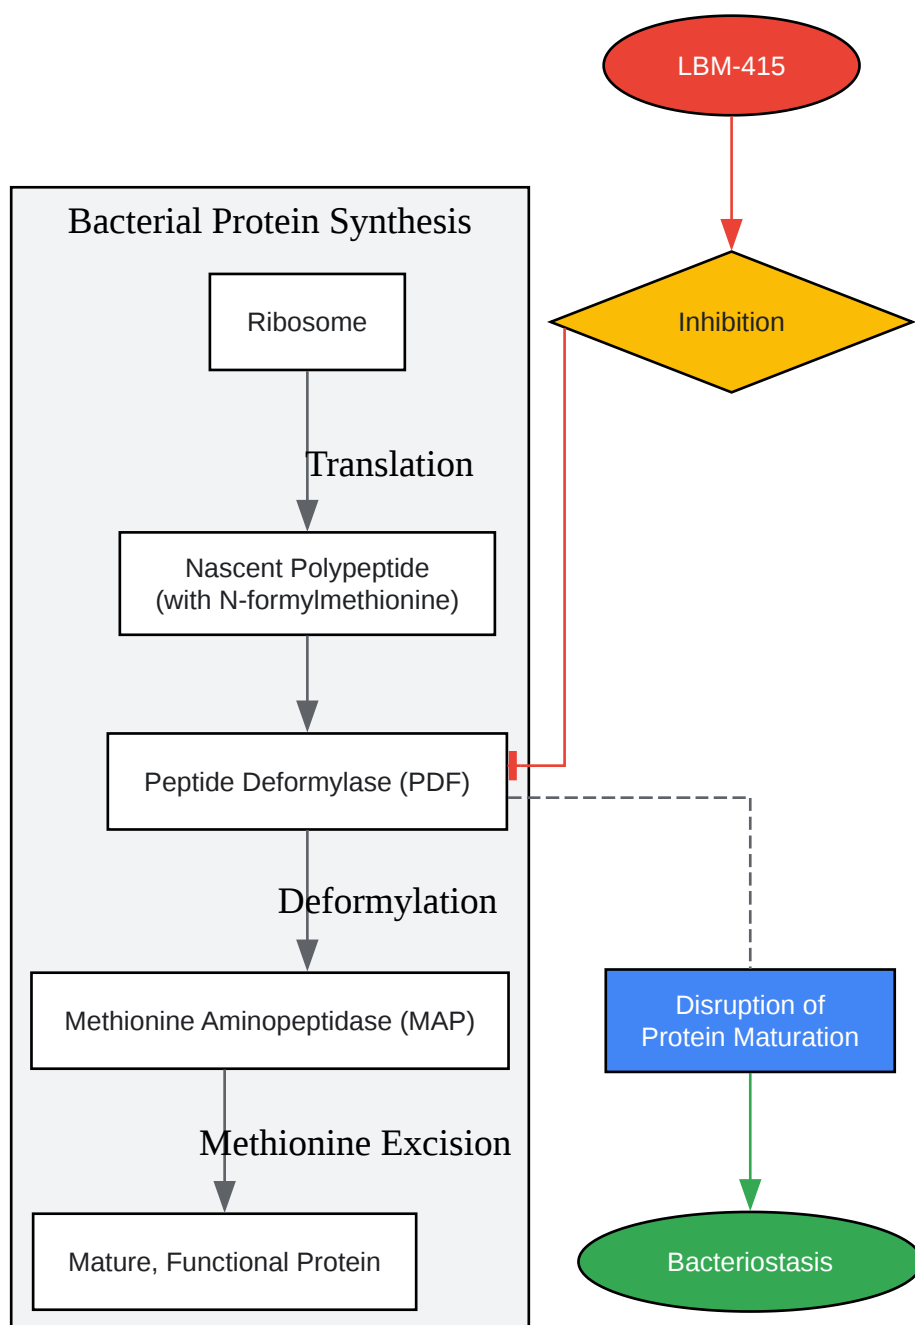 LBM-415
Bacterial Protein Synthesis
Ribosome
Inhibition
Translation
Nascent Polypeptide
(with N-formylmethionine)
Peptide Deformylase (PDF)
Deformylation
Methionine Aminopeptidase (MAP)
Disruption of
Protein Maturation
Methionine Excision
Mature, Functional Protein
Bacteriostasis